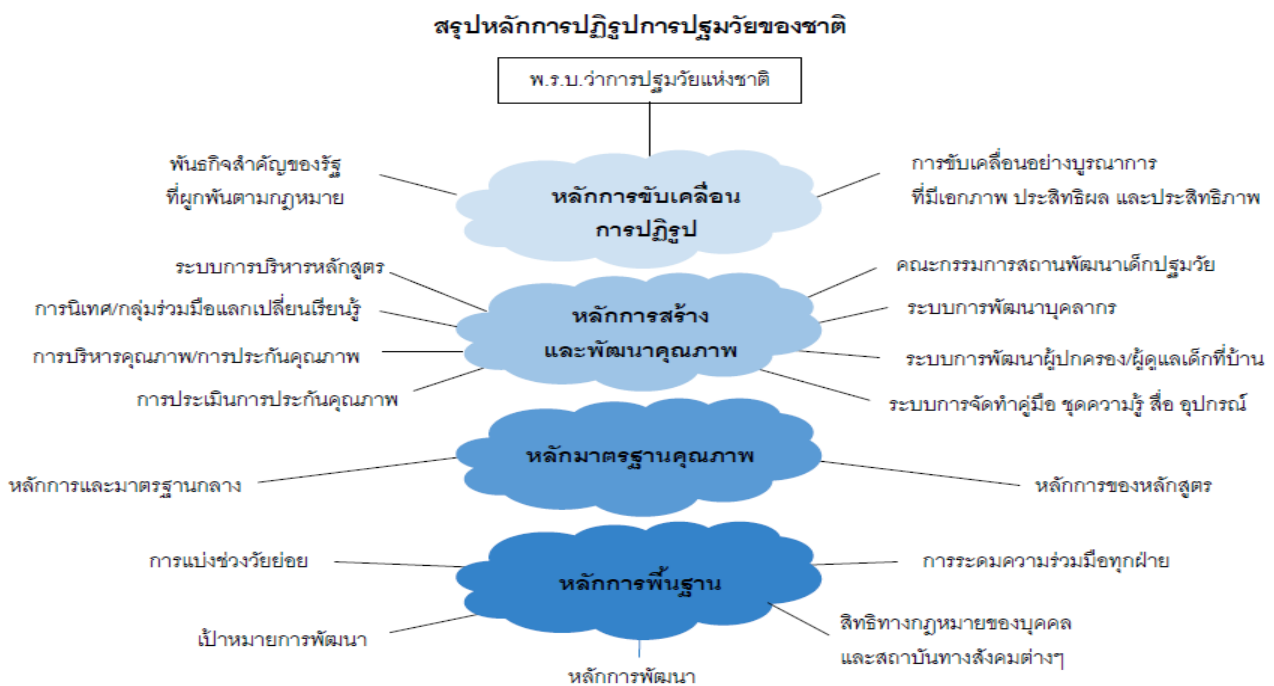 สรุปหลักการปฏิรูปการปฐมวัยของชาติ
พ.ร.บ.ว่าการปฐมวัยแห่งชาติ
พันธกิจสำคัญของรัฐ
ที่ผูกพันตามกฎหมาย
หลักการขับเคลื่อน
การปฏิรูป
การขับเคลื่อนอย่างบูรณาการ
ที่มีเอกภาพ ประสิทธิผล และประสิทธิภาพ
ระบบการบริหารหลักสูตร
การนิเทศ/กลุ่มร่วมมือแลกเปลี่ยนเรียนรู้
การบริหารคุณภาพ/การประกันคุณภาพ
การประเมินการประกันคุณภาพ
หลักการสร้าง
และพัฒนาคุณภาพ
คณะกรรมการสถานพัฒนาเด็กปฐมวัย
ระบบการพัฒนาบุคลากร
ระบบการพัฒนาผู้ปกครอง/ผู้ดูแลเด็กที่บ้าน
ระบบการจัดทำคู่มือ ชุดความรู้ สื่อ อุปกรณ์
หลักมาตรฐานคุณภาพ
หลักการและมาตรฐานกลาง
หลักการของหลักสูตร
การแบ่งช่วงวัยย่อย
หลักการพื้นฐาน
การระดมความร่วมมือทุกฝ่าย
เป้าหมายการพัฒนา
สิทธิทางกฎหมายของบุคคล
และสถาบันทางสังคมต่างๆ
หลักการพัฒนา